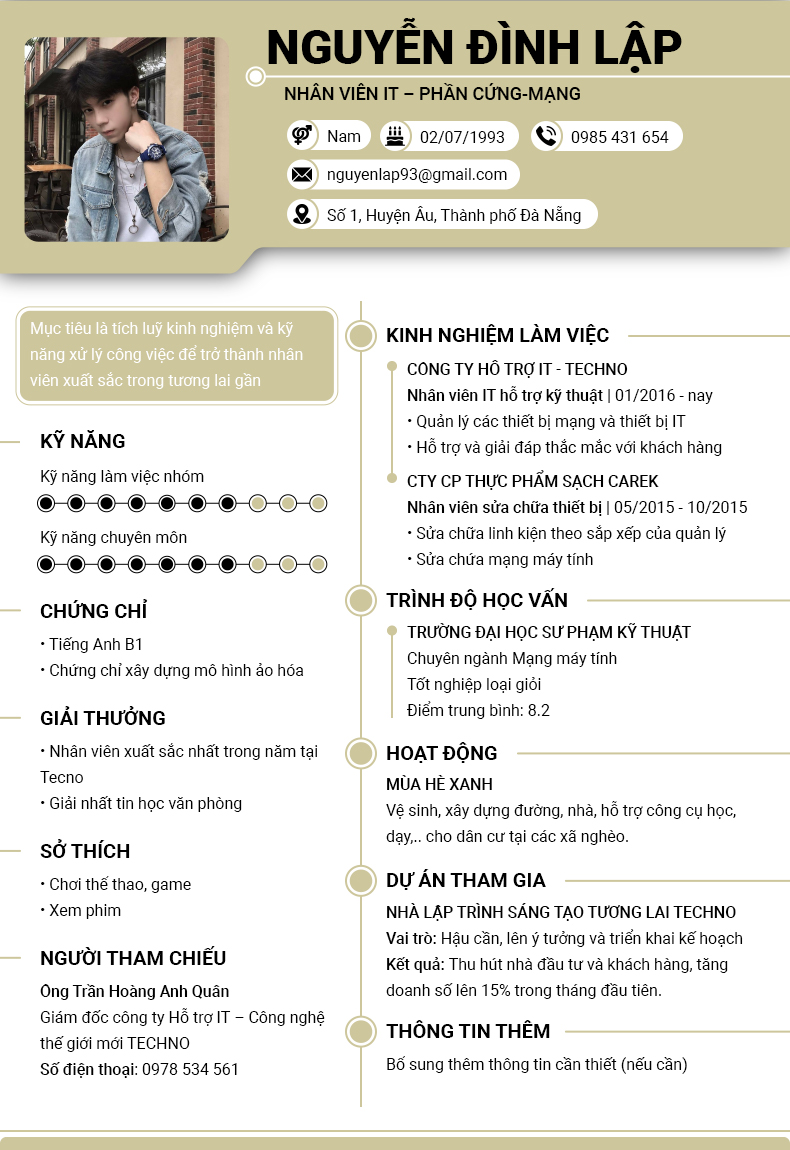 NGUYỄN ĐÌNH LẬP
NHÂN VIÊN IT – PHẦN CỨNG-MẠNG
Nam
02/07/1993
0985 431 654
nguyenlap93@gmail.com
Số 1, Huyện Âu, Thành phố Đà Nẵng
Mục tiêu là tích luỹ kinh nghiệm và kỹ
năng xử lý công việc để trở thành nhân
viên xuất sắc trong tương lai gần
KỸ NĂNG
Kỹ năng làm việc nhóm
Kỹ năng chuyên môn
CHỨNG CHỈ
• Tiếng Anh B1
• Chứng chỉ xây dựng mô hình ảo hóa
GIẢI THƯỞNG
• Nhân viên xuất sắc nhất trong năm tại
Tecno
• Giải nhất tin học văn phòng
SỞ THÍCH
• Chơi thể thao, game
• Xem phim
NGƯỜI THAM CHIẾU
Ông Trần Hoàng Anh Quân
Giám đốc công ty Hỗ trợ IT – Công nghệ
thế giới mới TECHNO
Số điện thoại: 0978 534 561
KINH NGHIỆM LÀM VIỆC
CÔNG TY HỖ TRỢ IT - TECHNO
Nhân viên IT hỗ trợ kỹ thuật | 01/2016 - nay
• Quản lý các thiết bị mạng và thiết bị IT
• Hỗ trợ và giải đáp thắc mắc với khách hàng
CTY CP THỰC PHẨM SẠCH CAREK
Nhân viên sửa chữa thiết bị | 05/2015 - 10/2015
• Sửa chữa linh kiện theo sắp xếp của quản lý
• Sửa chứa mạng máy tính
TRÌNH ĐỘ HỌC VẤN
TRƯỜNG ĐẠI HỌC SƯ PHẠM KỸ THUẬT
Chuyên ngành Mạng máy tính
Tốt nghiệp loại giỏi
Điểm trung bình: 8.2
HOẠT ĐỘNG
MÙA HÈ XANH
Vệ sinh, xây dựng đường, nhà, hỗ trợ công cụ học,
dạy,.. cho dân cư tại các xã nghèo.
DỰ ÁN THAM GIA
NHÀ LẬP TRÌNH SÁNG TẠO TƯƠNG LAI TECHNO
Vai trò: Hậu cần, lên ý tưởng và triển khai kế hoạch
Kết quả: Thu hút nhà đầu tư và khách hàng, tăng
doanh số lên 15% trong tháng đầu tiên.
THÔNG TIN THÊM
Bổ sung thêm thông tin cần thiết (nếu cần)